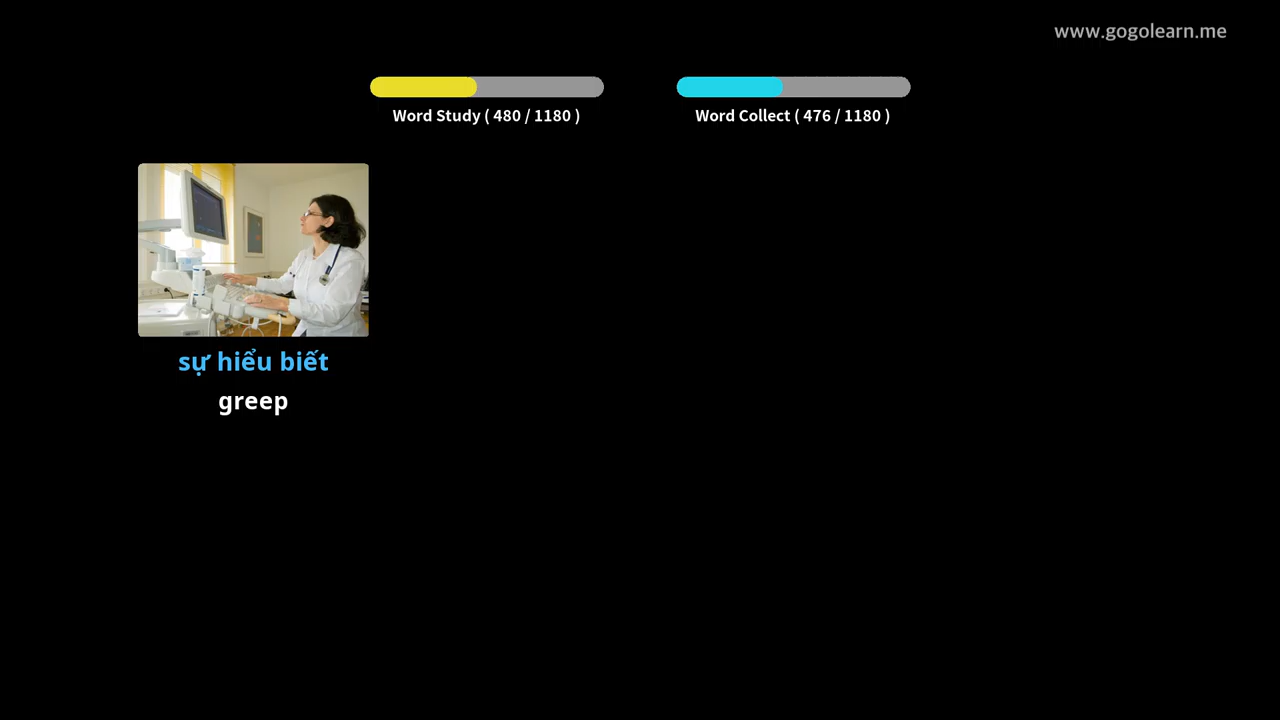 www.gogolearn.me
Word Study ( 480 / 1180 )
Word Collect ( 476 / 1180 )
sự hiểu biết
greep